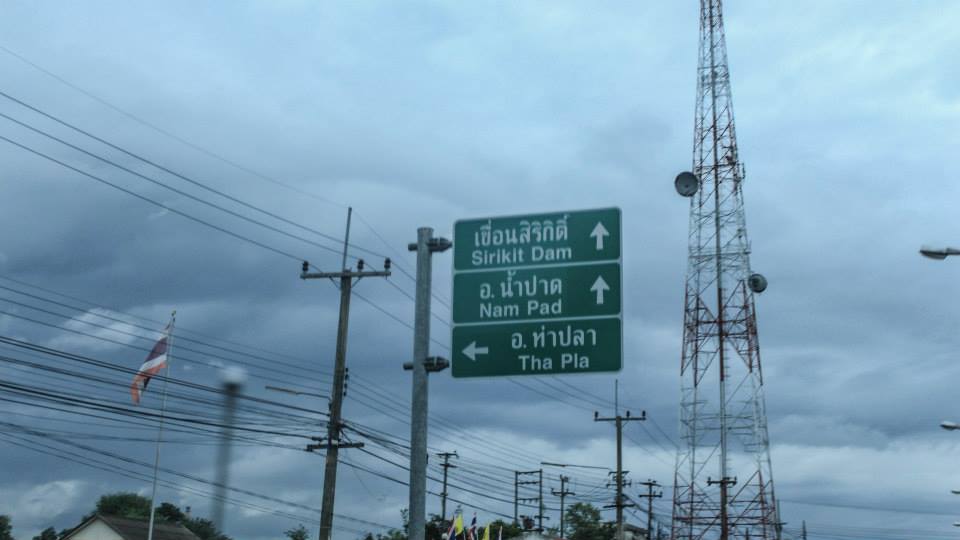 เขื่อนสิริกิติ์
Sirikit Dam
อ. น้ำปาด
Nam Pad
อ. ท่าปลา
Tha Pla